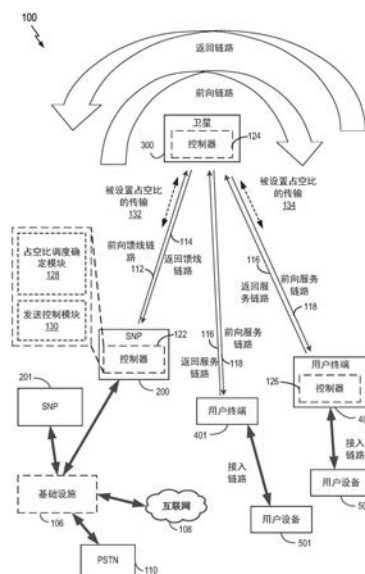 100
返回链路
前向链路
卫星
控制器
124
300
被设置占空比
的传输
132
被设置占空比
的传输
134
占空比调度确
定模块
128
发送控制模块
130
前向馈线链
路
112
114
返回馈线
链路
116
返回服
务链路
前向服务
链路
118
SNP
控制器
122
200
201
SNP
116
返回服务
链路
前向服务
链路
118
用户终端
126
控制器
用户终端
401
接入
链路
接入
链路
用户设备
用户设备
501
基础设施
106
互联网
108
PSTN
110